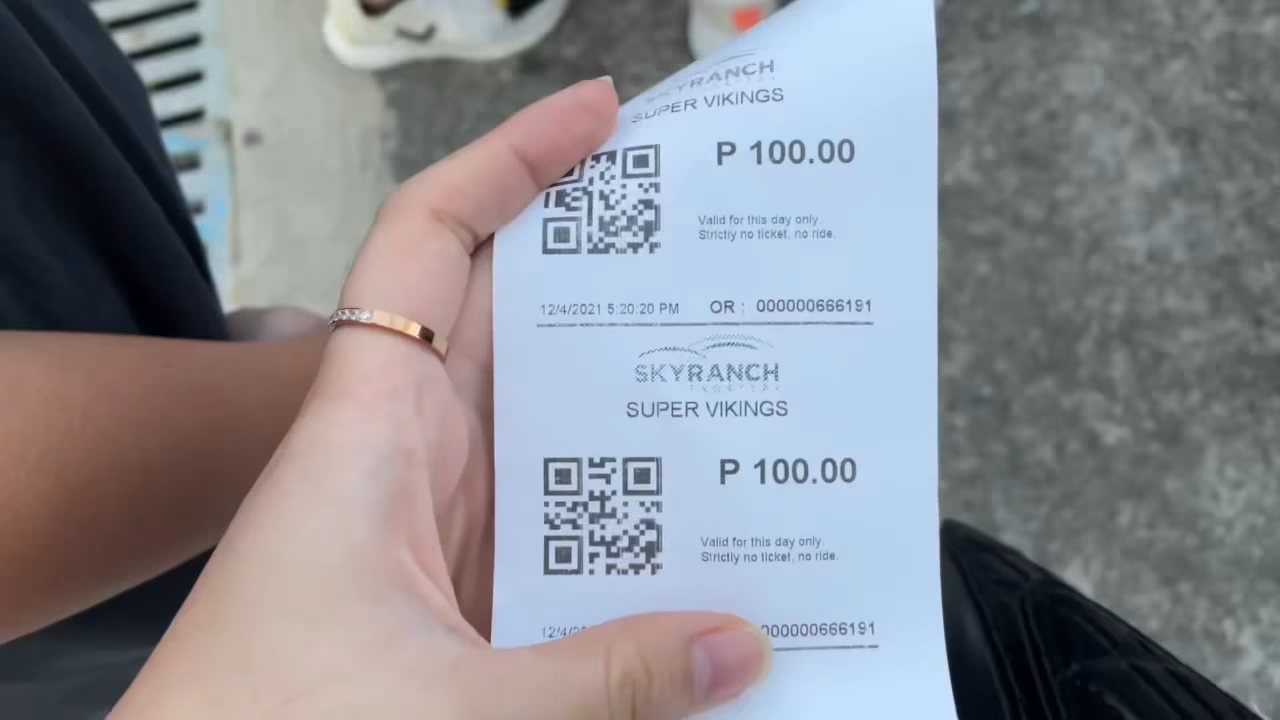 SKYRANCH
SUPER VIKINGS
P 100.00
Valid for this day only.
Strictly no ticket, no ride.
12/4/2021 5:20:20 PM OR : 000000666191
SKYRANCH
SUPER VIKINGS
P 100.00
Valid for this day only.
Strictly no ticket, no ride.
000000666191